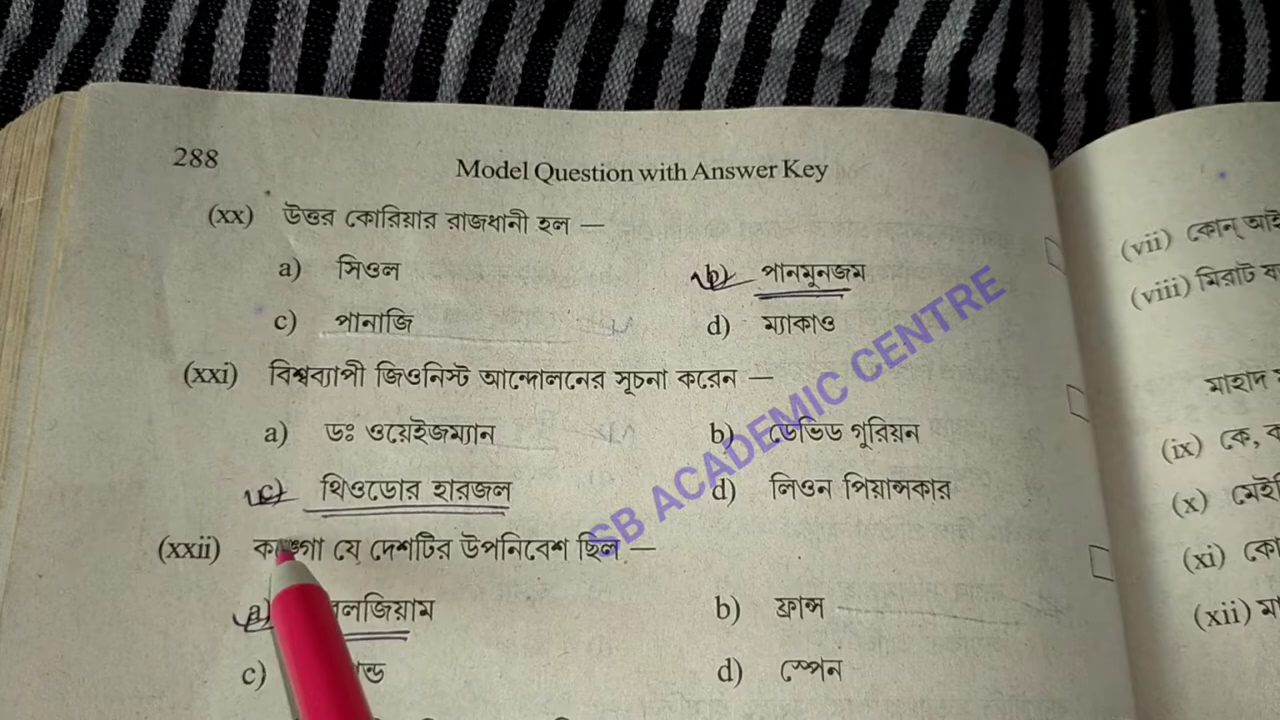 288
Model Question with Answer Key
(xx) উত্তর কোরিয়ার রাজধানী হল —
a) সিওল
b) পানমুনজম
c) পানাজি
d) ম্যাকাও
(xxi) বিশ্বব্যাপী জিওনিস্ট আন্দোলনের সূচনা করেন —
a) ডঃ ওয়েইজম্যান
b) ডেভিড গুরিয়ন
c) থিওডোর হারজল
d) লিওন পিয়ান্সকার
(xxii) যে দেশটির উপনিবেশ ছিল —
a)
b) ফ্রান্স
c)
d) স্পেন
SB ACADEMIC CENTRE
(vii) কোন্
(viii) মিরাট
মাহাদ
(ix) কে,
(x)
(xi)
(xii)